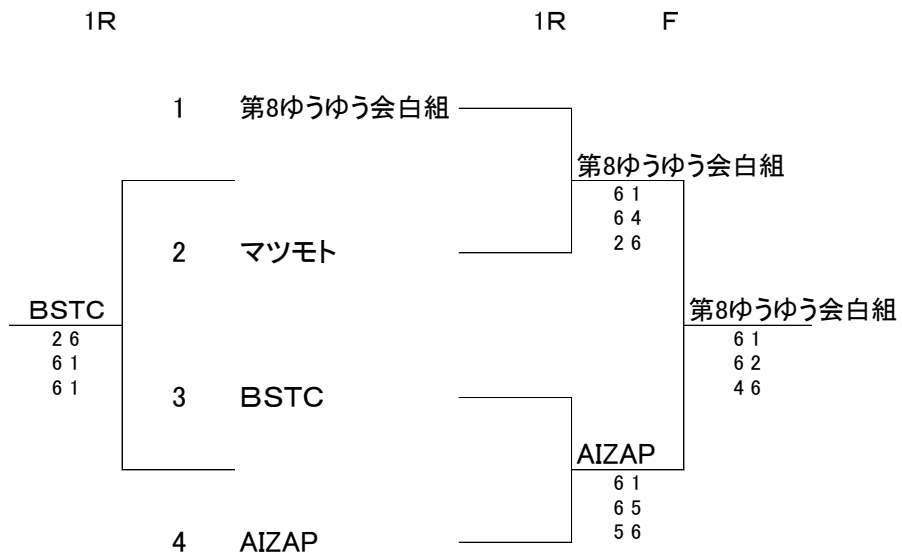 1R 1R F
1 第8ゆうゆう会白組
第8ゆうゆう会白組
6 1
6 4
2 6
2 マツモト
BSTC
2 6
6 1
6 1
第8ゆうゆう会白組
6 1
6 2
4 6
3 BSTC
AIZAP
6 1
6 5
5 6
4 AIZAP